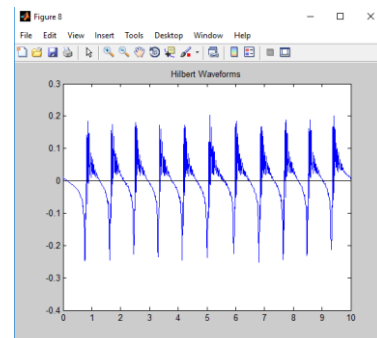 Figure 8
File Edit View Insert Tools Desktop Window Help
Hilbert Waveforms
0.3
0.2
0.1
0
-0.1
-0.2
-0.3
-0.4
0 1 2 3 4 5 6 7 8 9 10